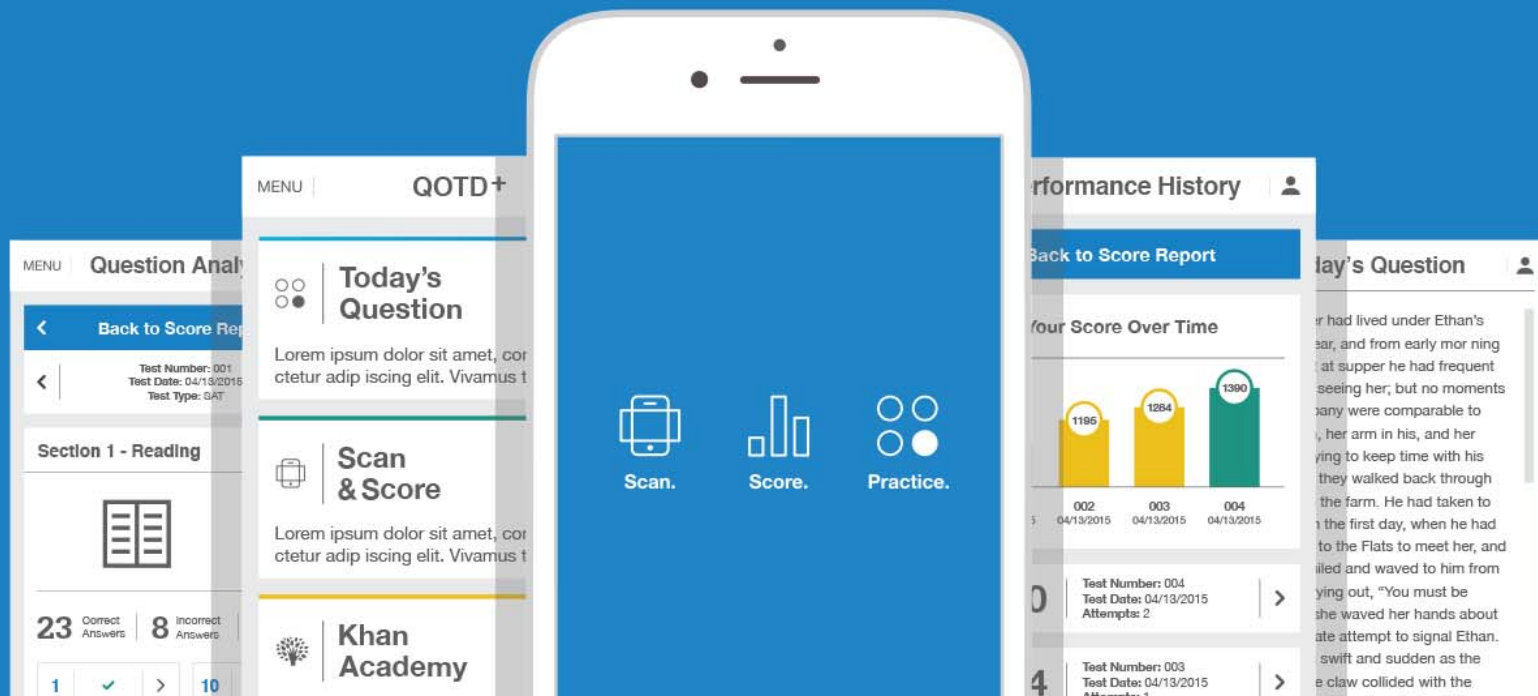 MENU
Question Anal
Back to Score Rep
Test Number: 001
Test Date: 04/13/2015
Test Type: SAT
Section 1 - Reading
23 Correct Answers
8 Incorrect Answers
1
10
MENU
QOTD+
Today's
Question
Lorem ipsum dolor sit amet, con
ctetur adip iscing elit. Vivamus t
Scan
& Score
Lorem ipsum dolor sit amet, con
ctetur adip iscing elit. Vivamus t
Khan
Academy
Scan.
Score.
Practice.
rformance History
Back to Score Report
Your Score Over Time
1195
1284
1390
002
003
004
04/13/2015
04/13/2015
04/13/2015
0
Test Number: 004
Test Date: 04/13/2015
Attempts: 2
4
Test Number: 003
Test Date: 04/13/2015
day's Question
r had lived under Ethan's
ear, and from early mor ning
at supper he had frequent
seeing her; but no moments
pany were comparable to
, her arm in his, and her
ying to keep time with his
they walked back through
the farm. He had taken to
the first day, when he had
to the Flats to meet her, and
iled and waved to him from
ying out, "You must be
she waved her hands about
ate attempt to signal Ethan.
swift and sudden as the
e claw collided with the